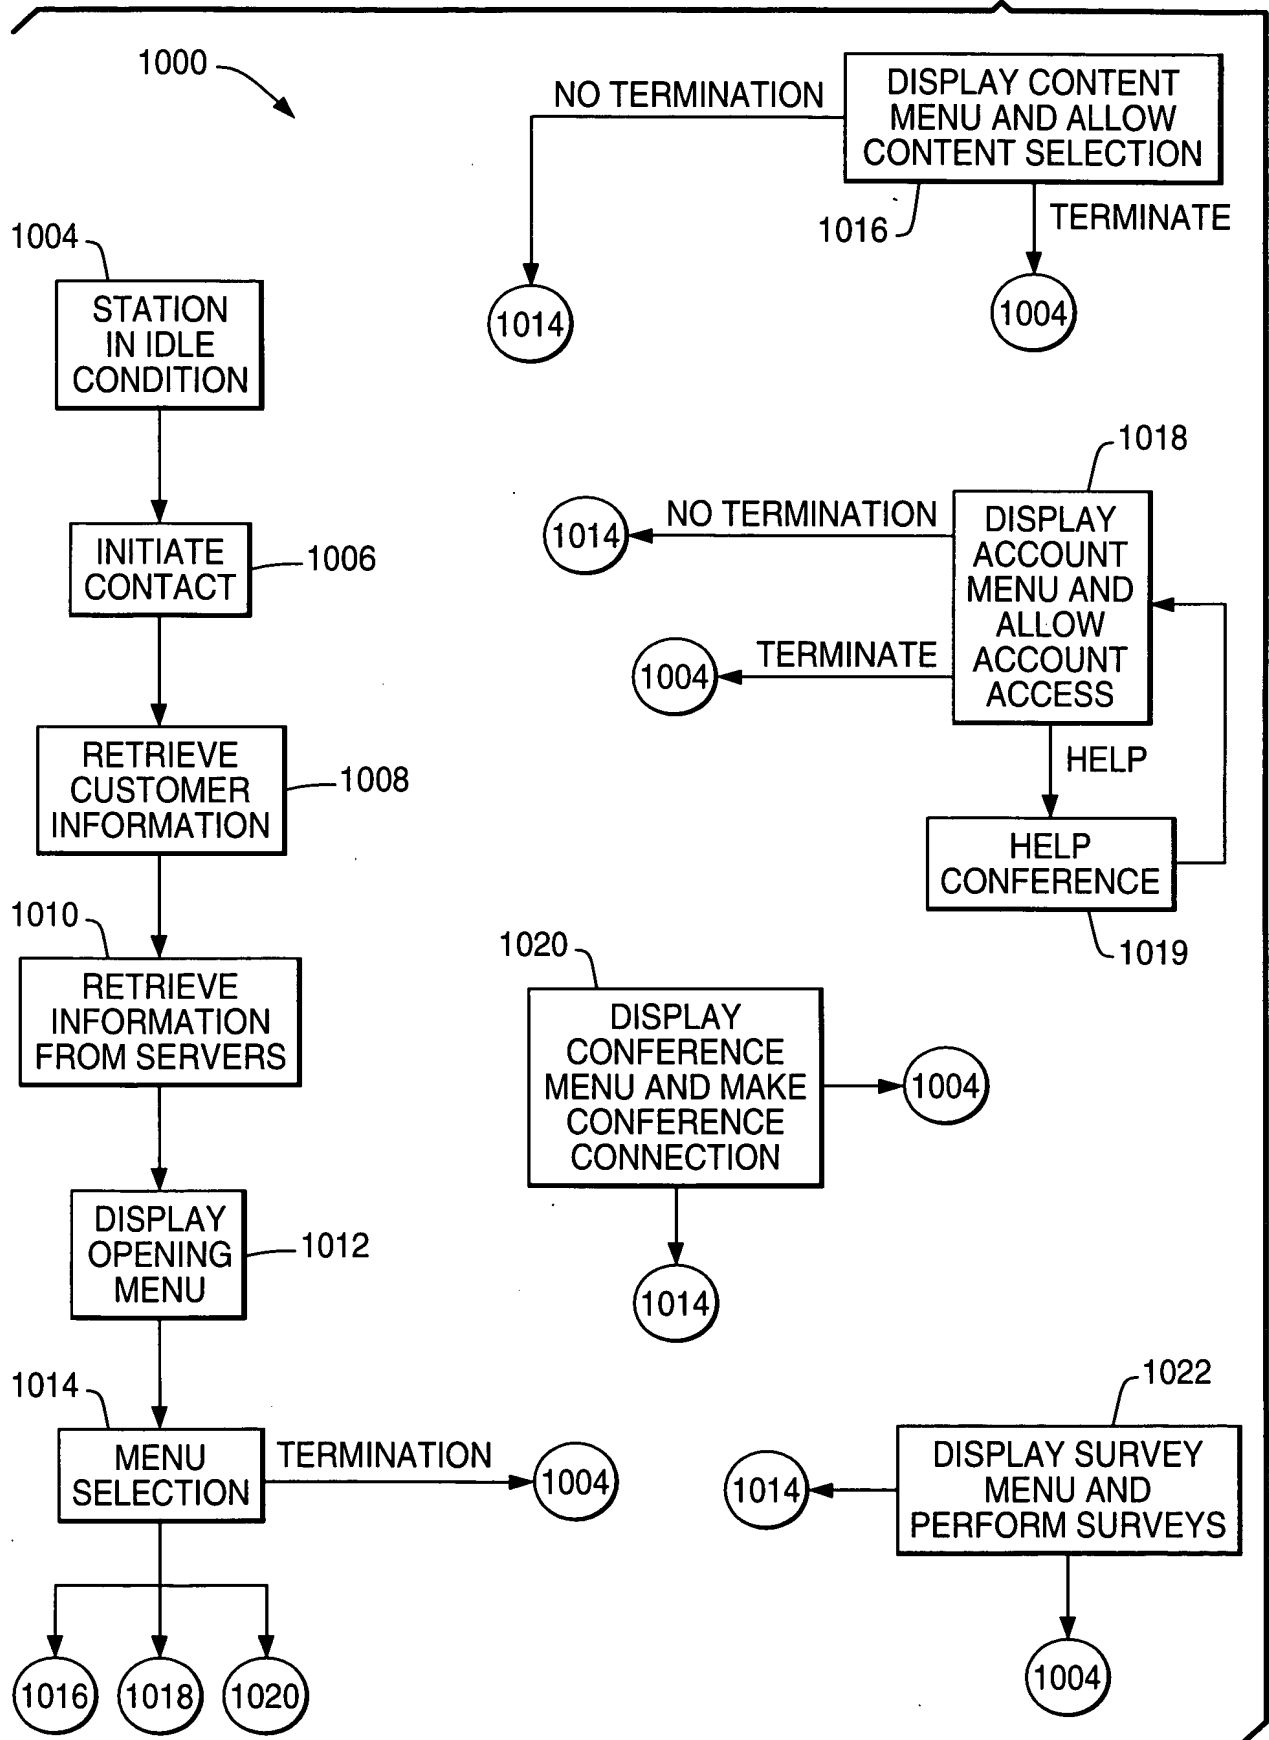 1000
NO TERMINATION
DISPLAY CONTENT
MENU AND ALLOW
CONTENT SELECTION
1016
TERMINATE
1014
1004
1004
STATION
IN IDLE
CONDITION
INITIATE
CONTACT
1006
RETRIEVE
CUSTOMER
INFORMATION
1008
1010
RETRIEVE
INFORMATION
FROM SERVERS
DISPLAY
OPENING
MENU
1012
1014
MENU
SELECTION
TERMINATION
1004
1016
1018
1020
1018
DISPLAY
ACCOUNT
MENU AND
ALLOW
ACCOUNT
ACCESS
NO TERMINATION
1014
TERMINATE
1004
HELP
HELP
CONFERENCE
1019
1020
DISPLAY
CONFERENCE
MENU AND MAKE
CONFERENCE
CONNECTION
1004
1014
1022
DISPLAY SURVEY
MENU AND
PERFORM SURVEYS
1014
1004